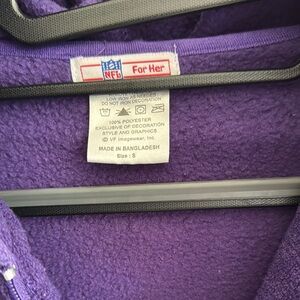 NFL For Her
LOW IRON AS NEEDED
DO NOT IRON DECORATION
100% POLYESTER
EXCLUSIVE OF DECORATION
STYLE AND GRAPHICS
© VF Imagewear, Inc.
MADE IN BANGLADESH
Size : S